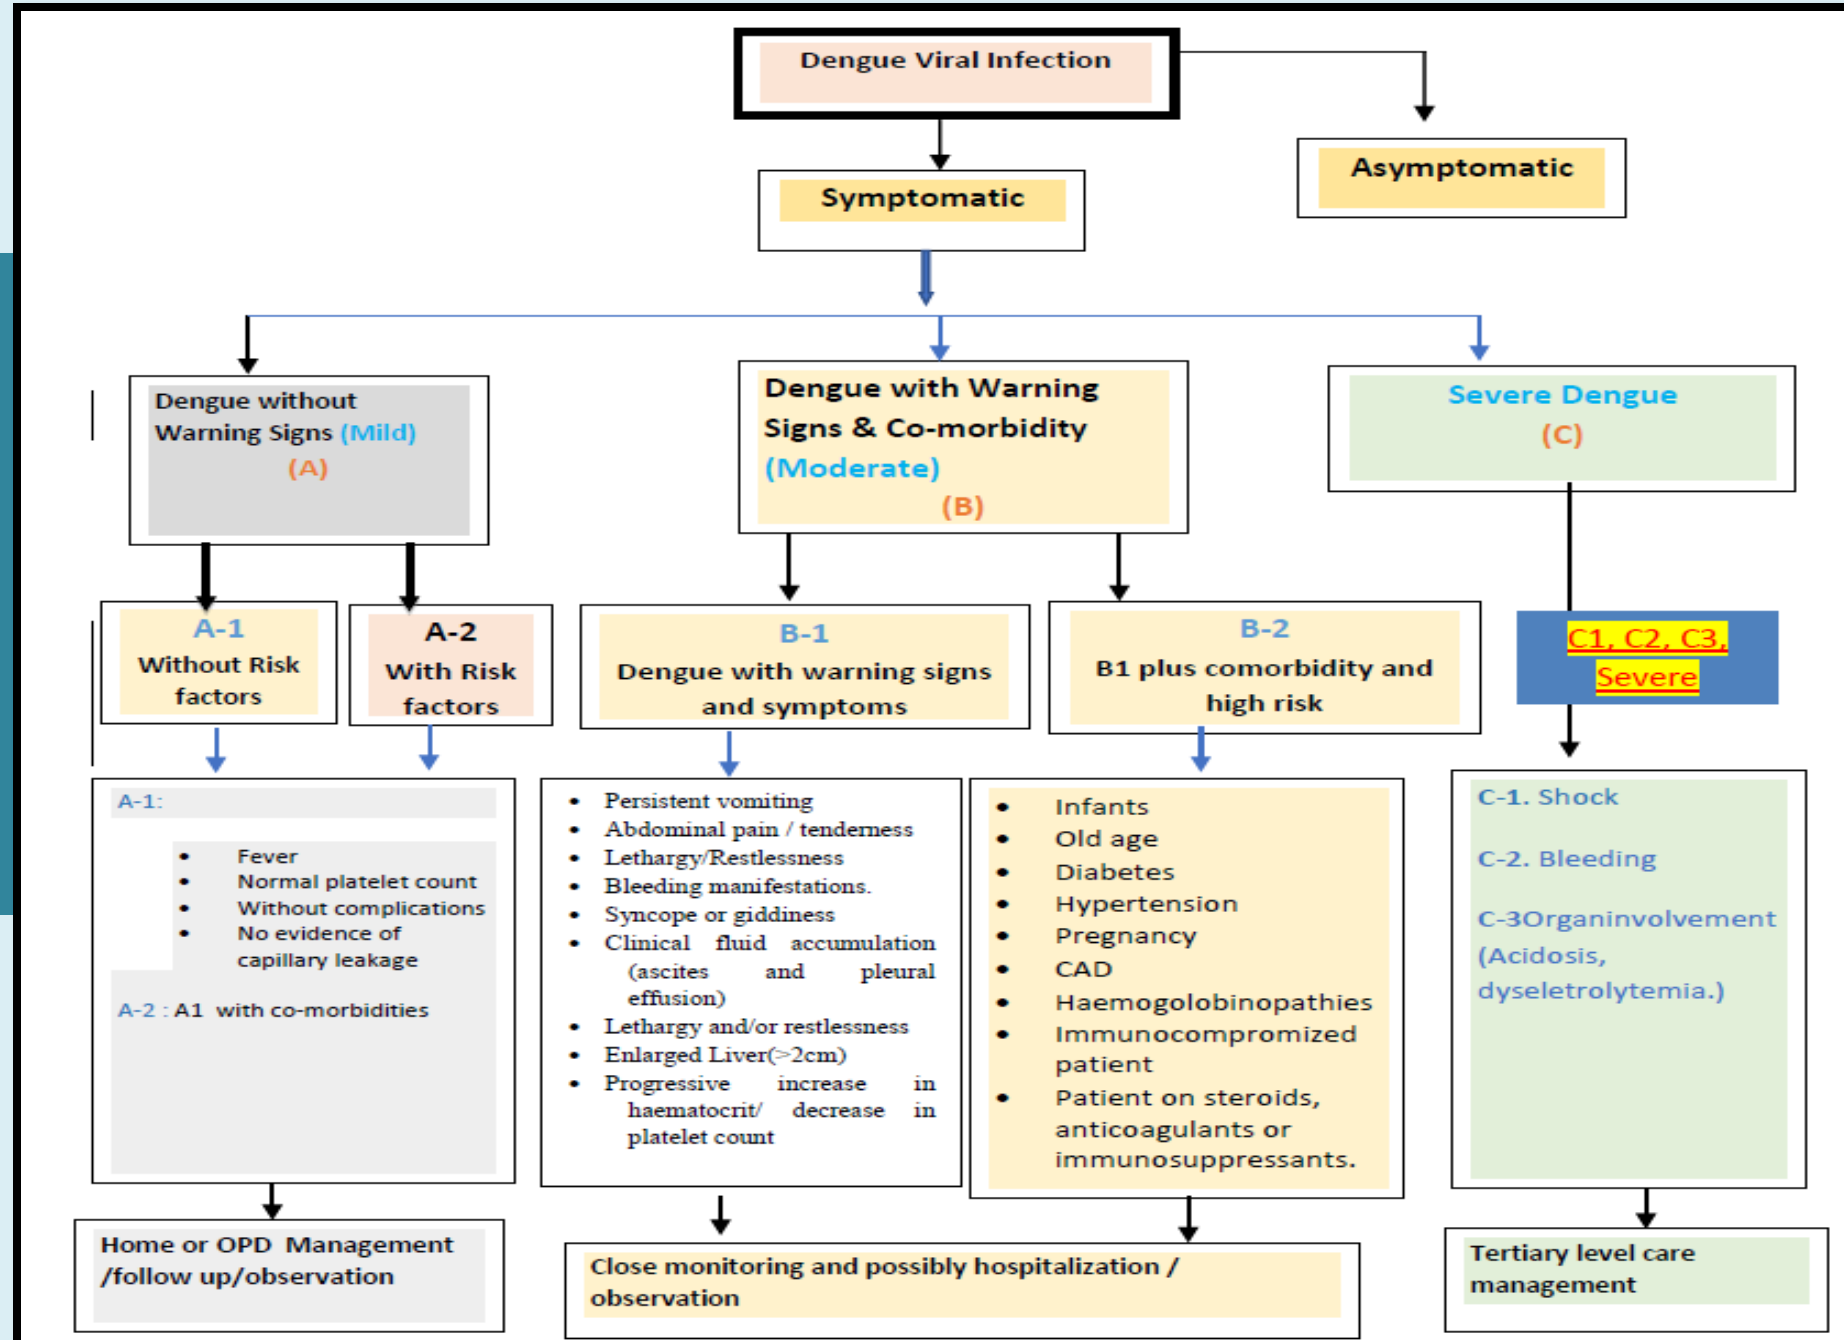 Dengue Viral Infection
Asymptomatic
Symptomatic
Dengue without
Warning Signs (Mild)
(A)
Dengue with Warning
Signs & Co-morbidity
(Moderate)
(B)
Severe Dengue
(C)
A-1
Without Risk
factors
A-2
With Risk
factors
B-1
Dengue with warning signs
and symptoms
B-2
B1 plus comorbidity and
high risk
C1, C2, C3,
Severe
A-1:
• Fever
• Normal platelet count
• Without complications
• No evidence of
capillary leakage
A-2 : A1 with co-morbidities
• Persistent vomiting
• Abdominal pain / tenderness
• Lethargy/Restlessness
• Bleeding manifestations.
• Syncope or giddiness
• Clinical fluid accumulation
(ascites and pleural
effusion)
• Lethargy and/or restlessness
• Enlarged Liver(>2cm)
• Progressive increase in
haematocrit/ decrease in
platelet count
• Infants
• Old age
• Diabetes
• Hypertension
• Pregnancy
• CAD
• Haemogolobinopathies
• Immunocompromized
patient
• Patient on steroids,
anticoagulants or
immunosuppressants.
C-1. Shock
C-2. Bleeding
C-3Organinvolvement
(Acidosis,
dyseletrolytemia.)
Home or OPD Management
/follow up/observation
Close monitoring and possibly hospitalization /
observation
Tertiary level care
management